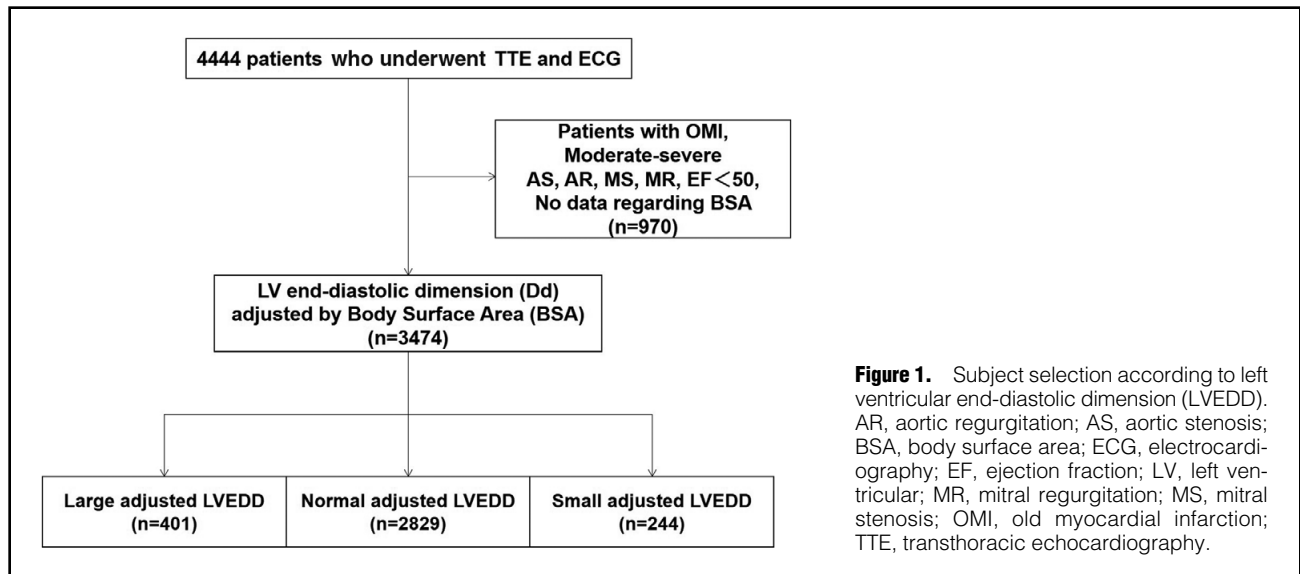 4444 patients who underwent TTE and ECG
Patients with OMI,
Moderate-severe
AS, AR, MS, MR, EF<50,
No data regarding BSA
(n=970)
LV end-diastolic dimension (Dd)
adjusted by Body Surface Area (BSA)
(n=3474)
Large adjusted LVEDD
(n=401)
Normal adjusted LVEDD
(n=2829)
Small adjusted LVEDD
(n=244)
Figure 1. Subject selection according to left
ventricular end-diastolic dimension (LVEDD).
AR, aortic regurgitation; AS, aortic stenosis;
BSA, body surface area; ECG, electrocardi-
ography; EF, ejection fraction; LV, left ven-
tricular; MR, mitral regurgitation; MS, mitral
stenosis; OMI, old myocardial infarction;
TTE, transthoracic echocardiography.